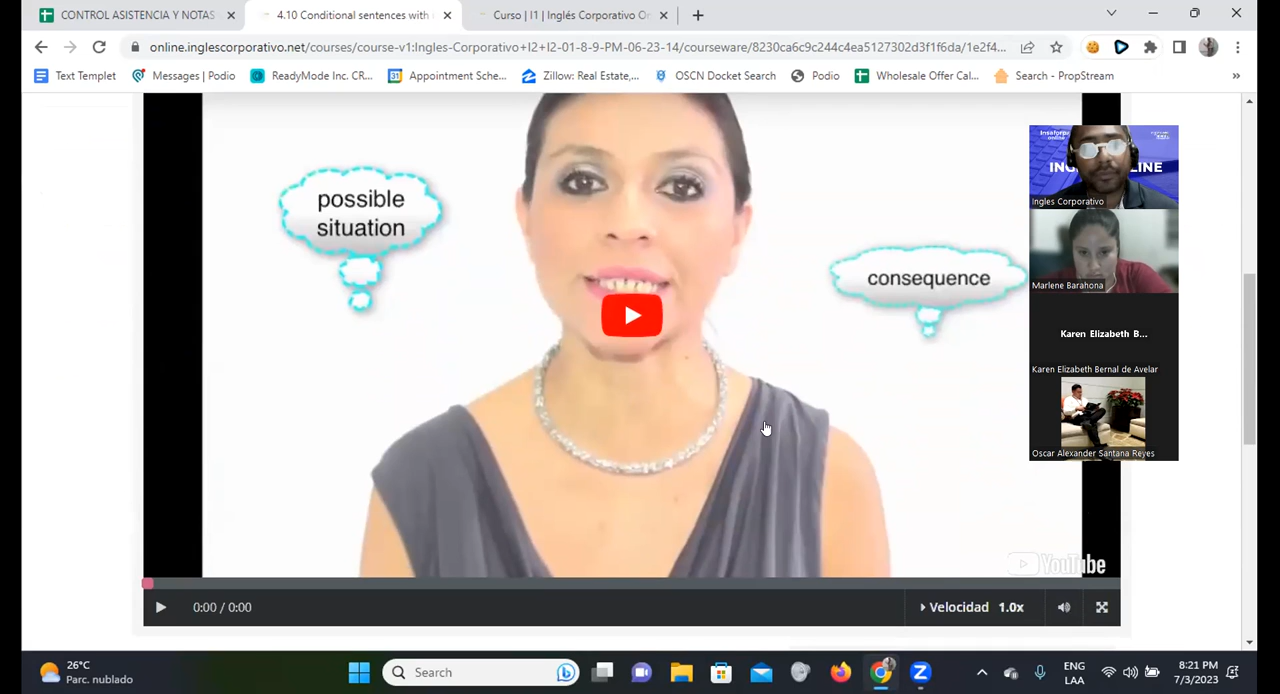 CONTROL ASISTENCIA Y NOTAS
4.10 Conditional sentences with
Curso | I1 | Inglés Corporativo On
online.inglescorporativo.net/courses/course-v1:Ingles-Corporativo+I2+I2-01-8-9-PM-06-23-14/courseware/8230ca6c9c244c4ea5127302d3f1f6da/1e2f4...
Text Templet
Messages | Podio
ReadyMode Inc. CR...
Appointment Sche...
Zillow: Real Estate,...
OSCN Docket Search
Podio
Wholesale Offer Cal...
Search - PropStream
»
possible
situation
consequence
Ingles Corporativo
Marlene Barahona
Karen Elizabeth B...
Karen Elizabeth Bernal de Avelar
Oscar Alexander Santana Reyes
YouTube
0:00 / 0:00
Velocidad 1.0x
26°C
Parc. nublado
Search
ENG
LAA
8:21 PM
7/3/2023